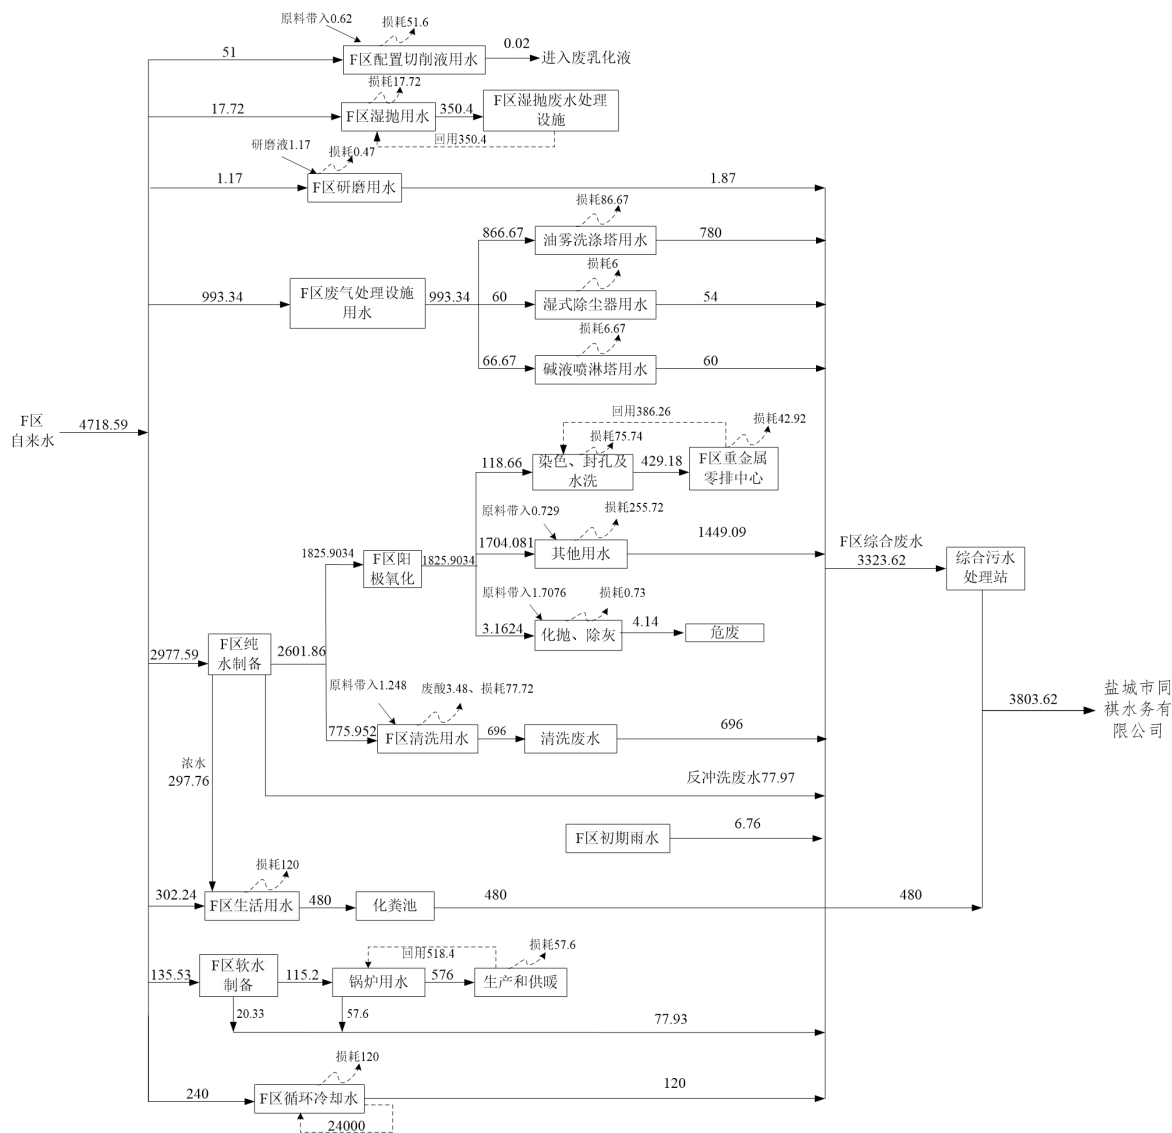 原料带入0.62
损耗51.6
51
F区配置切削液用水
0.02
进入废乳化液
损耗17.72
17.72
F区湿抛用水
350.4
F区湿抛废水处理
设施
回用350.4
研磨液1.17
损耗0.47
1.17
F区研磨用水
1.87
损耗86.67
866.67
油雾洗涤塔用水
780
损耗6
993.34
F区废气处理设施
用水
993.34
60
湿式除尘器用水
54
损耗6.67
66.67
碱液喷淋塔用水
60
F区
自来水
4718.59
回用386.26
损耗42.92
损耗75.74
118.66
染色、封孔及
水洗
429.18
F区重金属
零排中心
原料带入0.729
损耗255.72
1704.081
其他用水
1449.09
1825.9034
F区阳
极氧化
1825.9034
F区综合废水
3323.62
综合污水
处理站
原料带入1.7076
损耗0.73
3.1624
化抛、除灰
4.14
危废
2977.59
F区纯
水制备
2601.86
原料带入1.248
废酸3.48、损耗77.72
775.952
F区清洗用水
696
清洗废水
696
3803.62
盐城市同
祺水务有
限公司
浓水
297.76
反冲洗废水77.97
F区初期雨水
6.76
损耗120
302.24
F区生活用水
480
化粪池
480
480
回用518.4
损耗57.6
135.53
F区软水
制备
115.2
锅炉用水
576
生产和供暖
20.33
57.6
77.93
损耗120
240
F区循环冷却水
120
24000